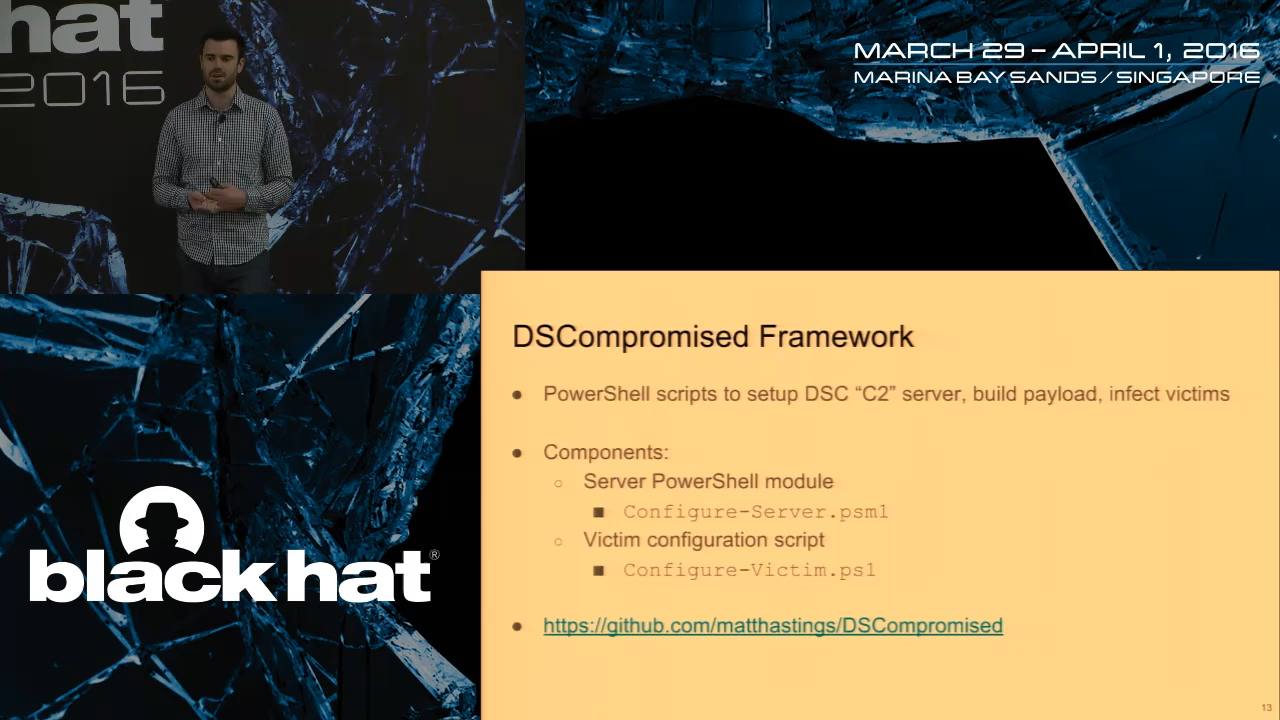 hat
2016
MARCH 29 – APRIL 1, 2016
MARINA BAY SANDS / SINGAPORE
DSCompromised Framework
● PowerShell scripts to setup DSC “C2” server, build payload, infect victims
● Components:
○ Server PowerShell module
■ Configure-Server.psm1
○ Victim configuration script
■ Configure-Victim.ps1
● https://github.com/matthastings/DSCompromised
black hat®
13